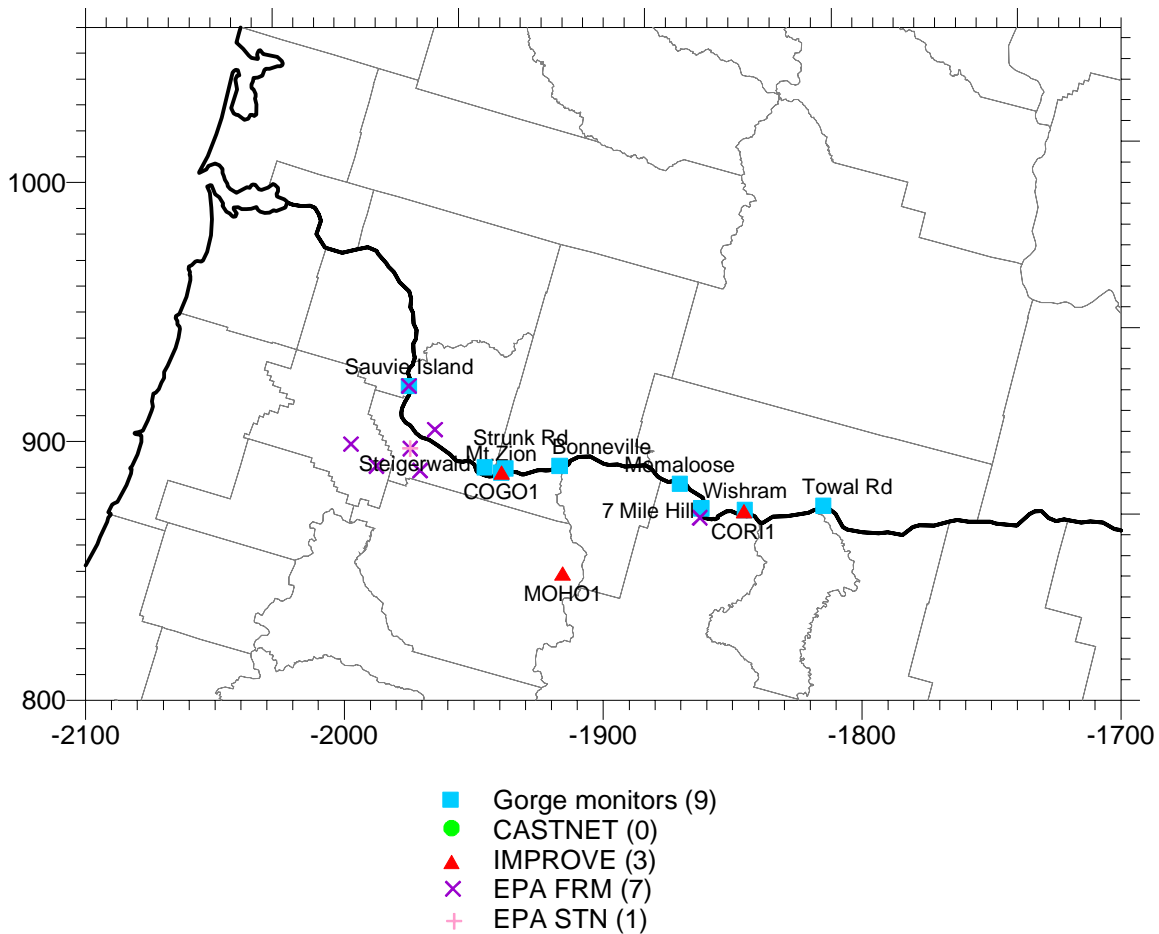 1000
900
800
-2100
-2000
-1900
-1800
-1700
Sauvie Island
Strunk Rd
Bonneville
Mt.Zion
Steigerwald
Memaloose
COGO1
Wishram
Towal Rd
7 Mile Hill
CORI1
MOHO1
Gorge monitors (9)
CASTNET (0)
IMPROVE (3)
EPA FRM (7)
EPA STN (1)